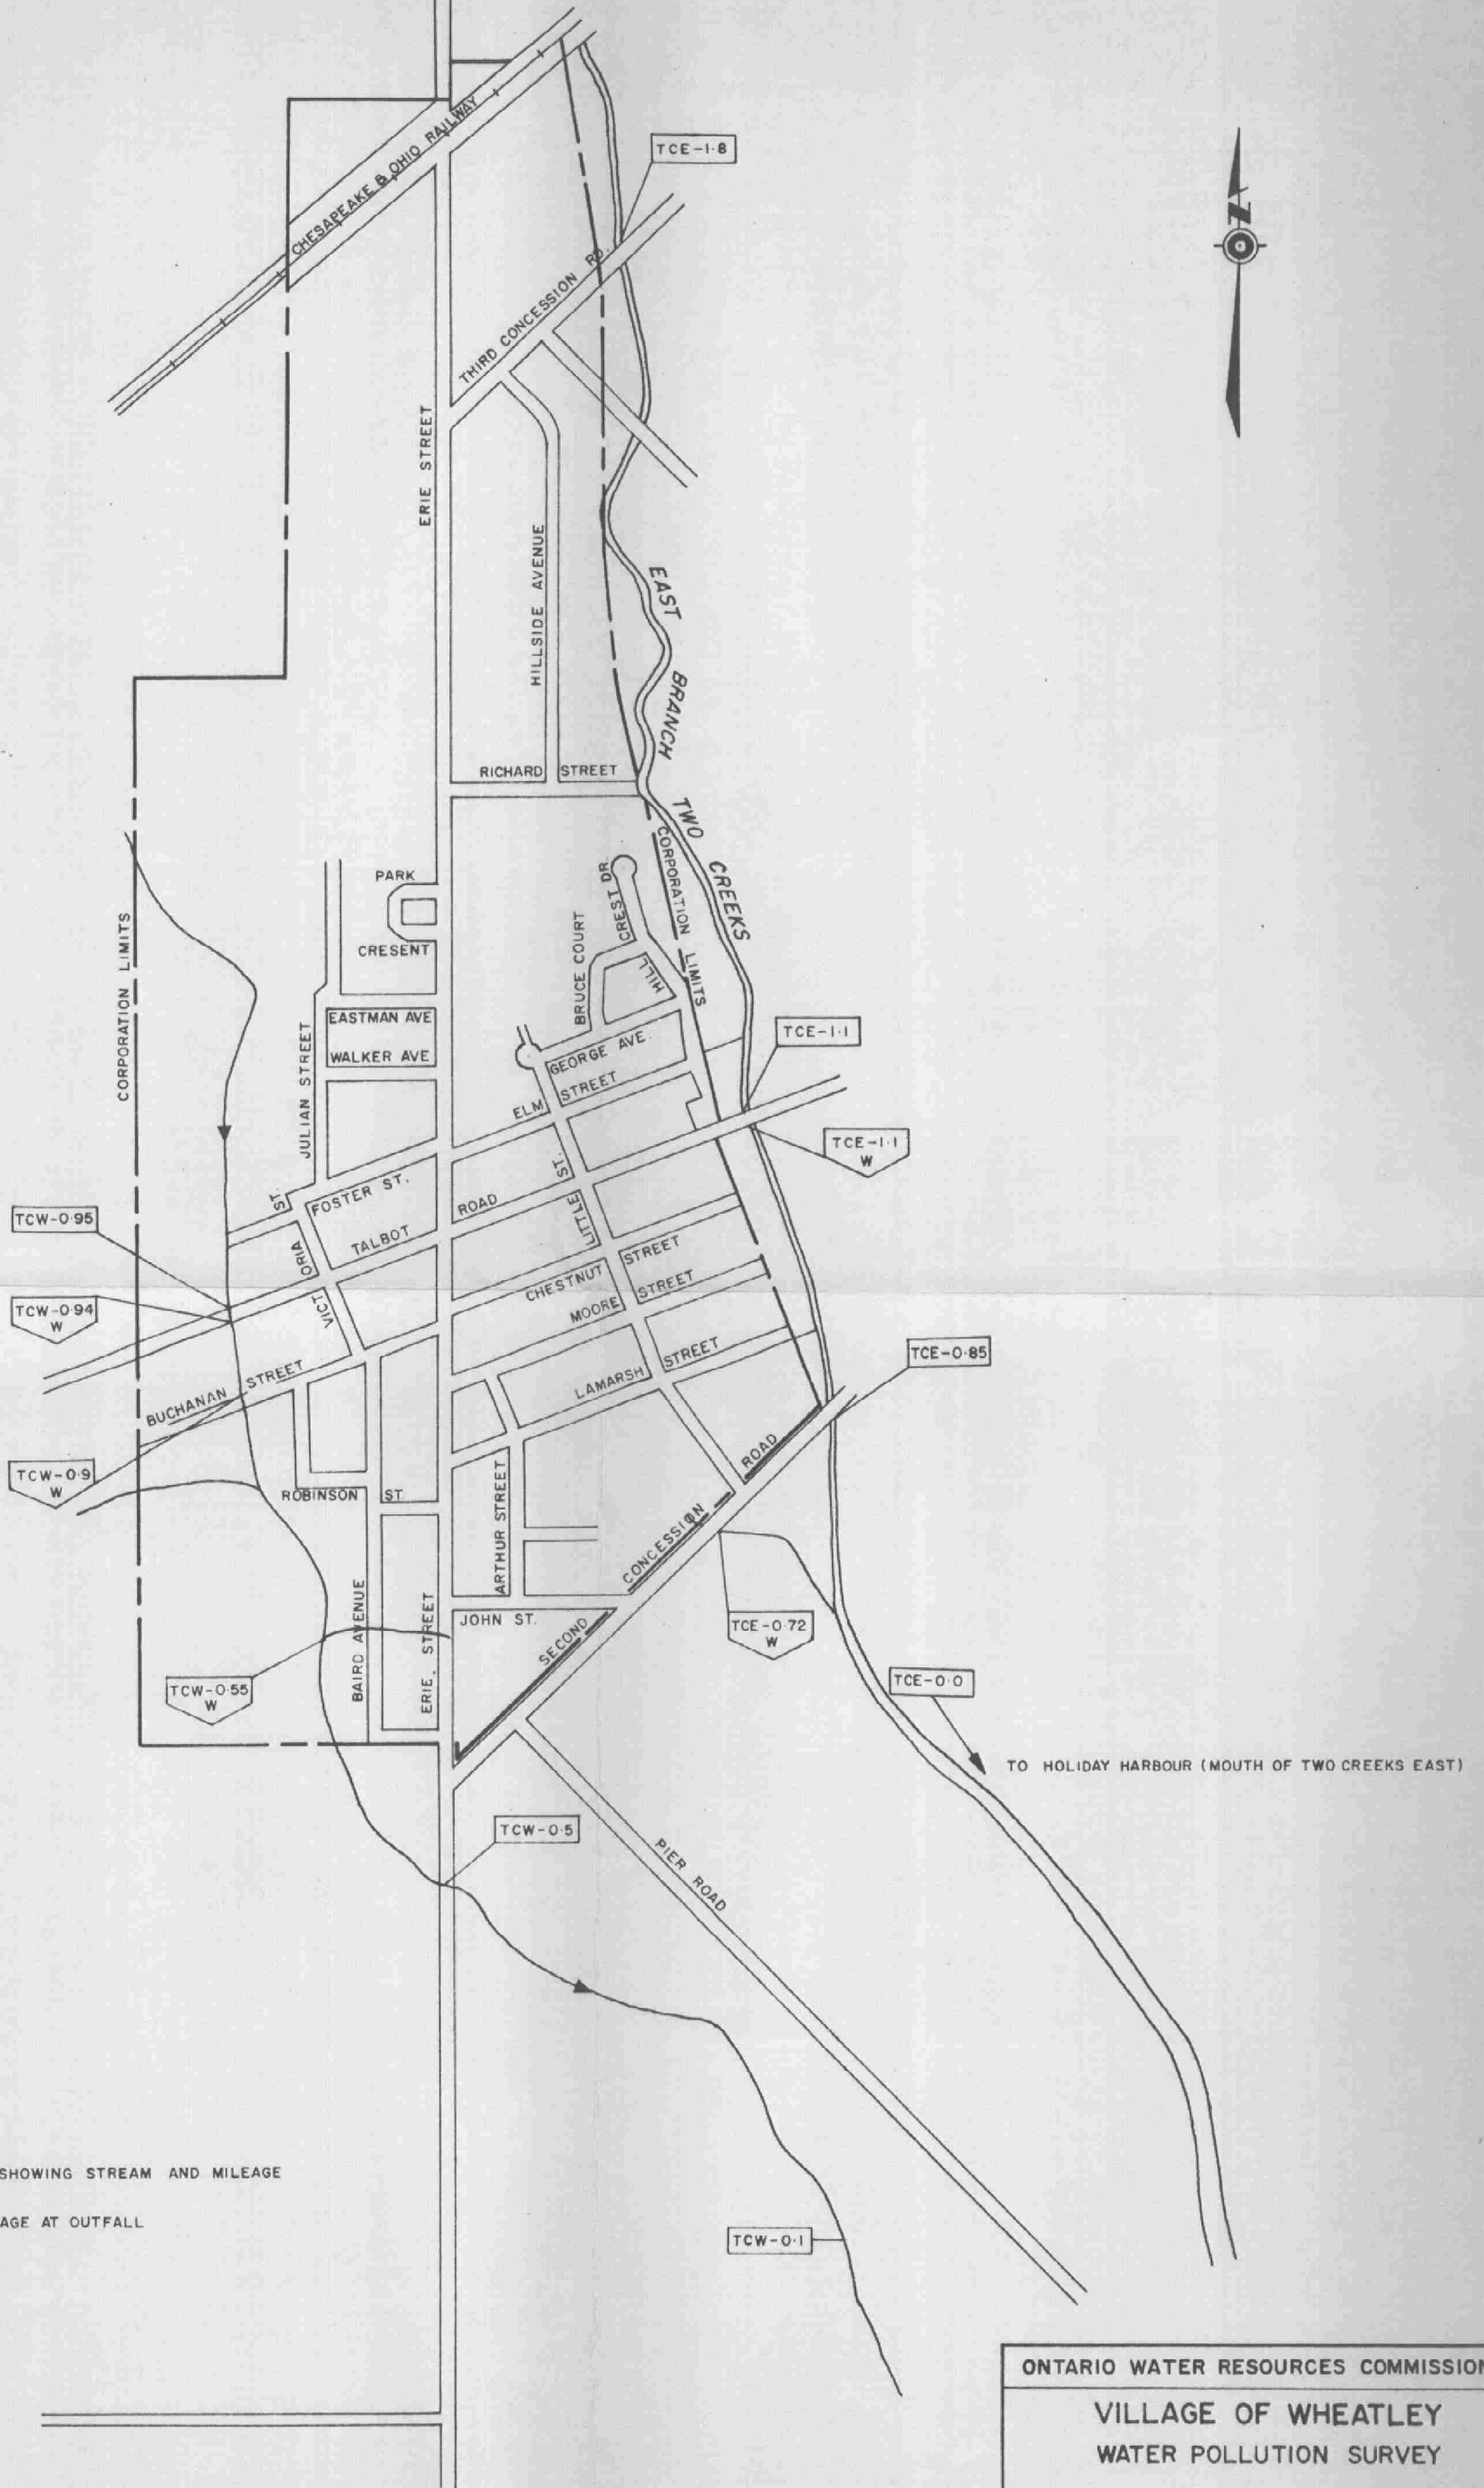 CHESAPEAKE & OHIO RAILWAY
TCE-1.8
N
THIRD CONCESSION RD.
ERIE STREET
HILLSIDE AVENUE
EAST BRANCH TWO CREEKS
RICHARD STREET
CORPORATION LIMITS
PARK
CRESENT
CREST DR.
HILL
BRUCE COURT
CORPORATION LIMITS
EASTMAN AVE
WALKER AVE
JULIAN STREET
GEORGE AVE.
ELM STREET
TCE-1.1
TCE-1.1
W
FOSTER ST.
VICTORIA ST.
TALBOT ROAD
LITTLE ST.
TCW-0.95
TCW-0.94
W
CHESTNUT STREET
MOORE STREET
LAMARSH STREET
TCE-0.85
BUCHANAN STREET
TCW-0.9
W
ROBINSON ST.
ARTHUR STREET
SECOND CONCESSION ROAD
BAIRD AVENUE
ERIE. STREET
JOHN ST.
TCE-0.72
W
TCW-0.55
W
TCE-0.0
TO HOLIDAY HARBOUR (MOUTH OF TWO CREEKS EAST)
TCW-0.5
PIER ROAD
SHOWING STREAM AND MILEAGE
AGE AT OUTFALL
TCW-0.1
ONTARIO WATER RESOURCES COMMISSION
VILLAGE OF WHEATLEY
WATER POLLUTION SURVEY